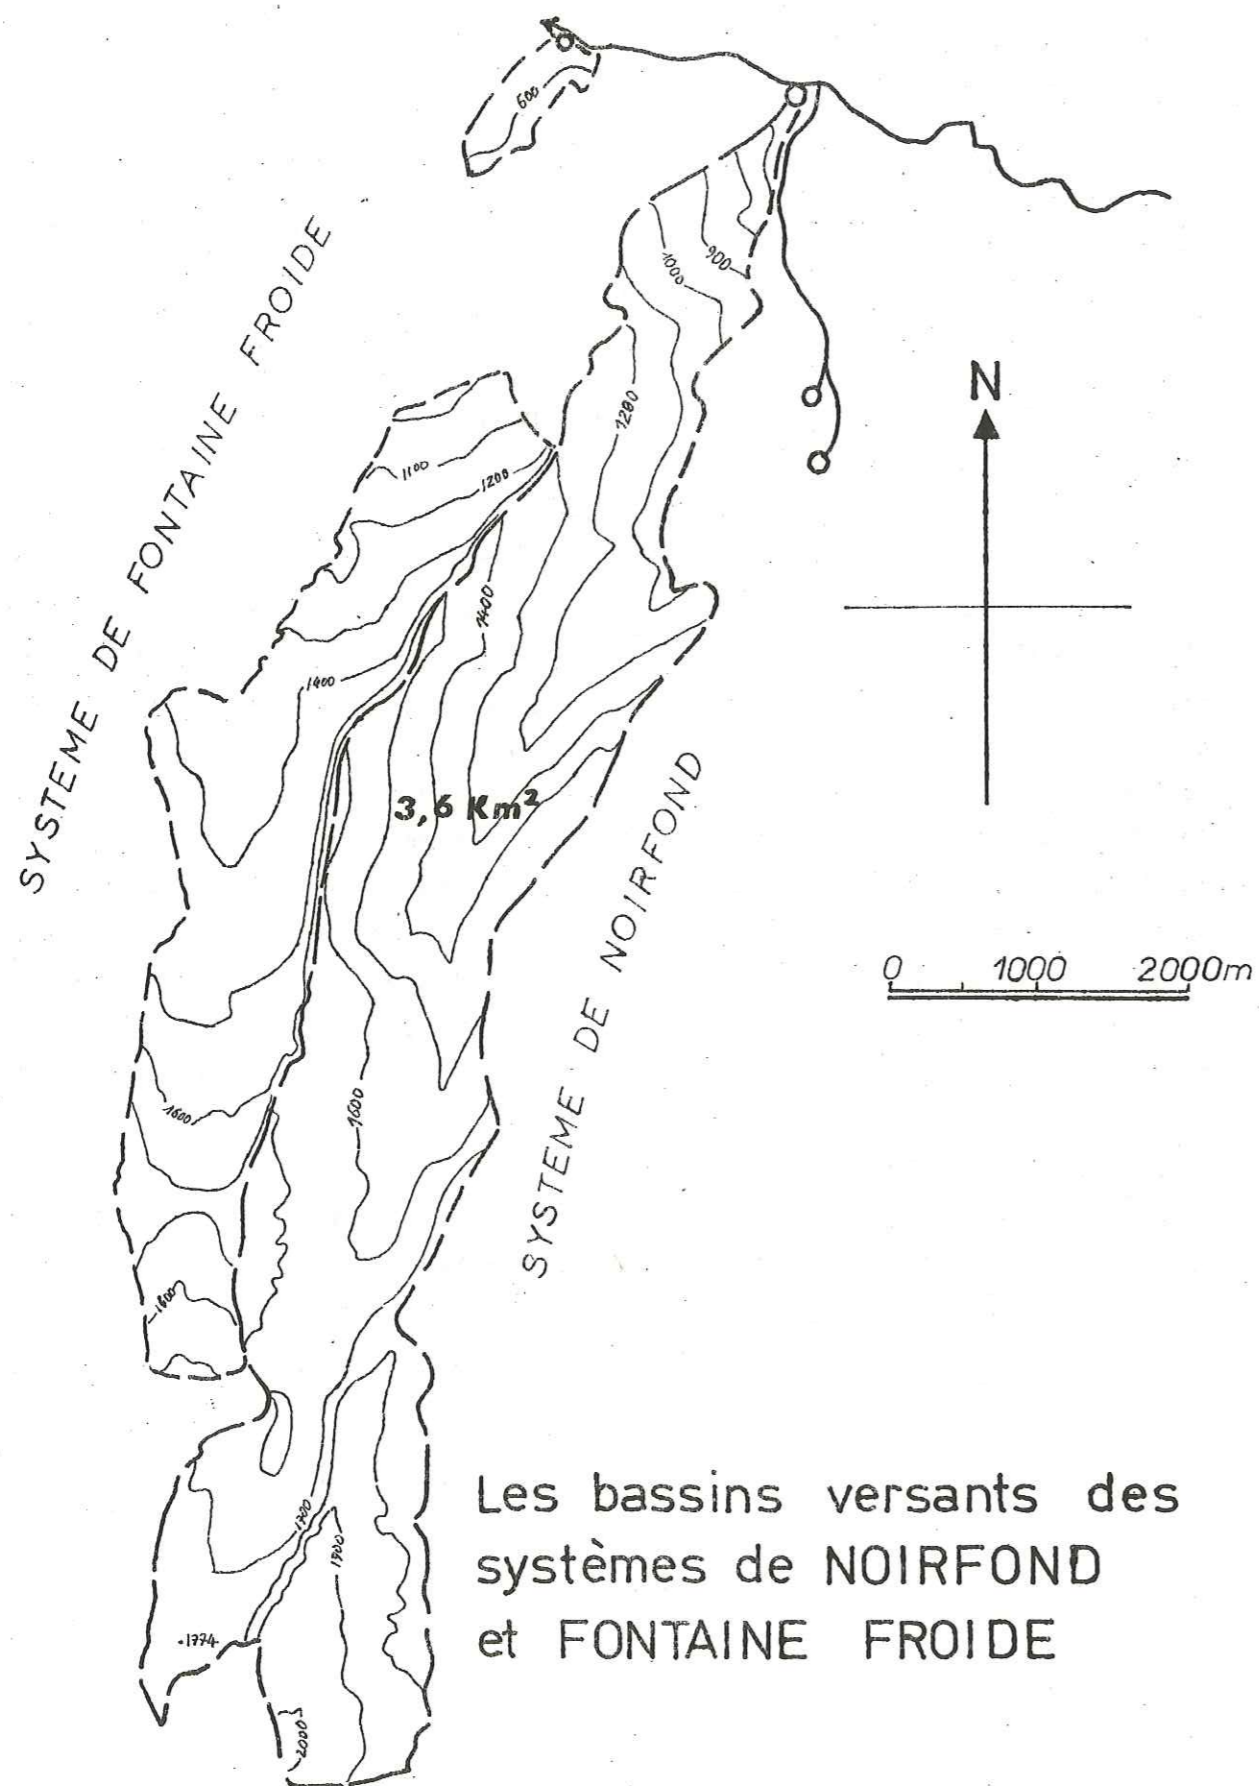 600
SYSTEME DE FONTAINE FROIDE
1000
900
N
1200
1100
1200
1400
1400
3,6 Km²
0 1000 2000m
SYSTEME DE NOIRFOND
1600
1600
1800
1700
1900
.1774
2000
Les bassins versants des
systèmes de NOIRFOND
et FONTAINE FROIDE